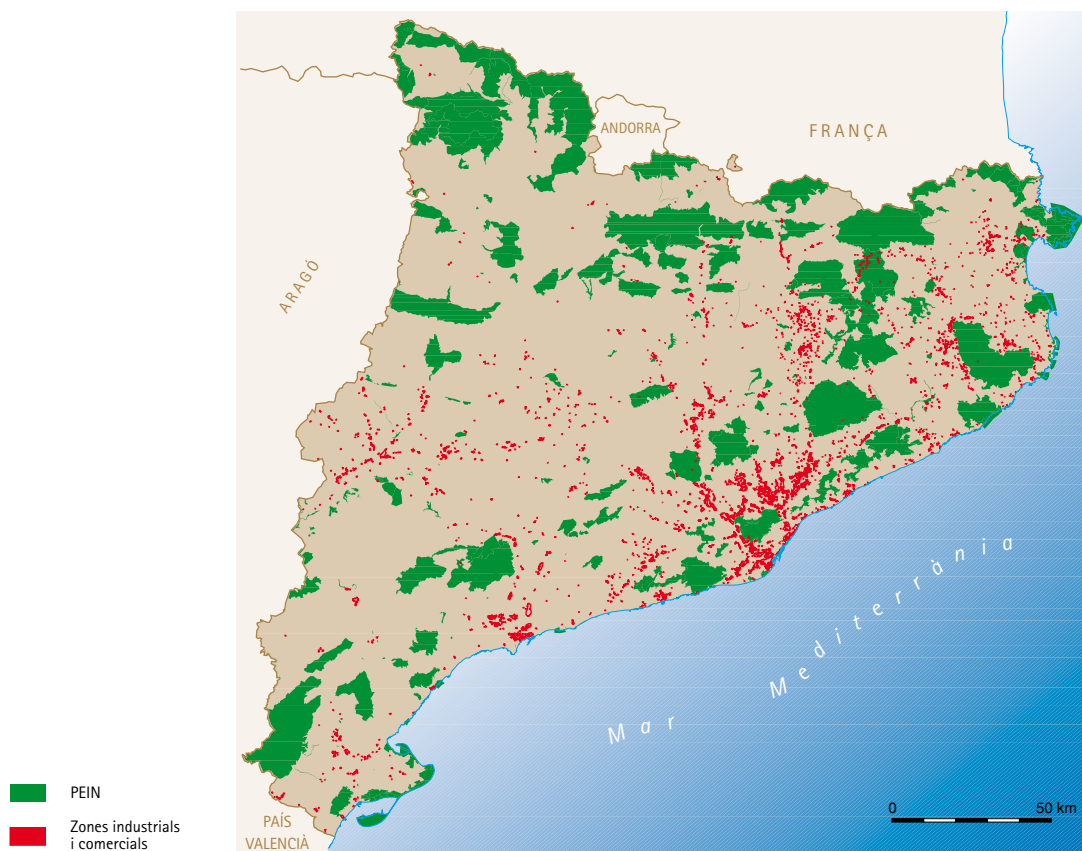 ANDORRA
FRANÇA
ARAGÓ
Mar Mediterrània
PEIN
Zones industrials
i comercials
PAÍS
VALENCIÀ
0 50 km